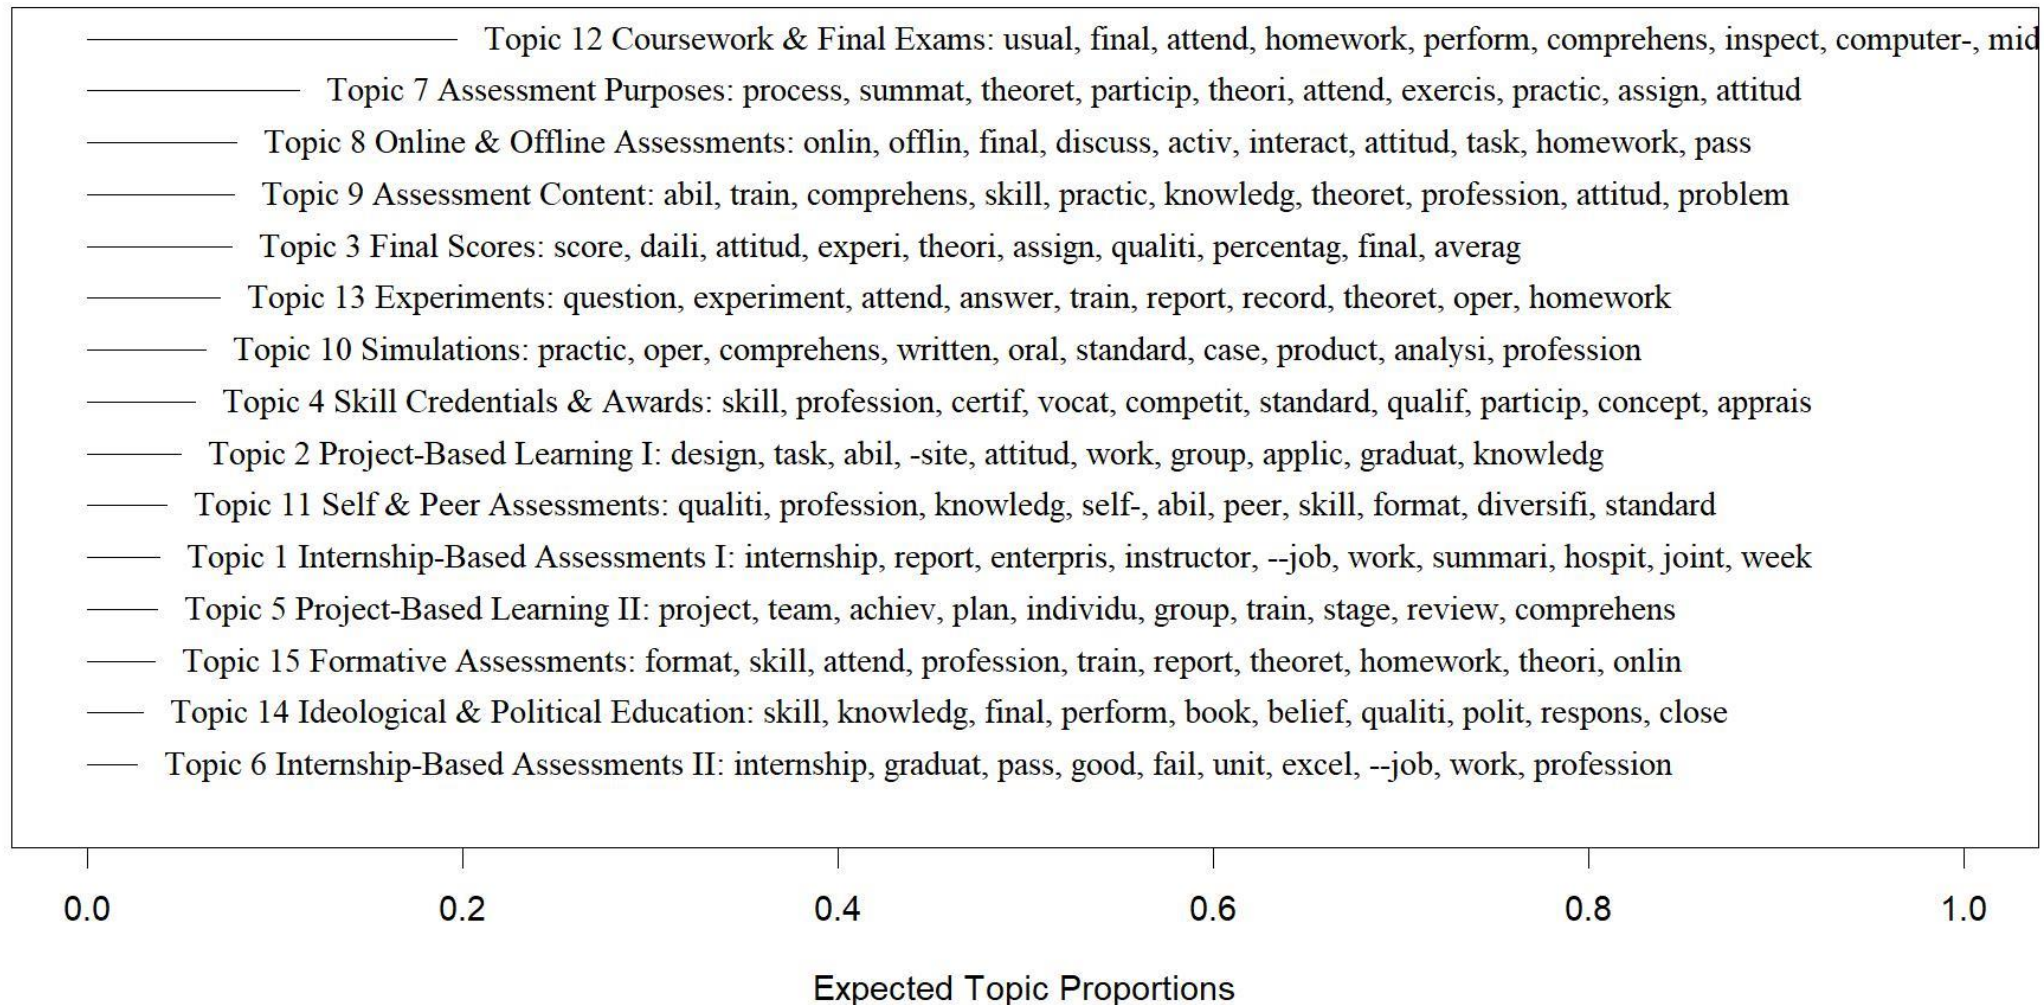 Topic 12 Coursework & Final Exams: usual, final, attend, homework, perform, comprehens, inspect, computer-, mid
Topic 7 Assessment Purposes: process, summat, theoret, particip, theori, attend, exercis, practic, assign, attitud
Topic 8 Online & Offline Assessments: onlin, offlin, final, discuss, activ, interact, attitud, task, homework, pass
Topic 9 Assessment Content: abil, train, comprehens, skill, practic, knowledg, theoret, profession, attitud, problem
Topic 3 Final Scores: score, daili, attitud, experi, theori, assign, qualiti, percentag, final, averag
Topic 13 Experiments: question, experiment, attend, answer, train, report, record, theoret, oper, homework
Topic 10 Simulations: practic, oper, comprehens, written, oral, standard, case, product, analysi, profession
Topic 4 Skill Credentials & Awards: skill, profession, certif, vocat, competit, standard, qualif, particip, concept, apprais
Topic 2 Project-Based Learning I: design, task, abil, -site, attitud, work, group, applic, graduat, knowledg
Topic 11 Self & Peer Assessments: qualiti, profession, knowledg, self-, abil, peer, skill, format, diversifi, standard
Topic 1 Internship-Based Assessments I: internship, report, enterpris, instructor, --job, work, summari, hospit, joint, week
Topic 5 Project-Based Learning II: project, team, achiev, plan, individu, group, train, stage, review, comprehens
Topic 15 Formative Assessments: format, skill, attend, profession, train, report, theoret, homework, theori, onlin
Topic 14 Ideological & Political Education: skill, knowledg, final, perform, book, belief, qualiti, polit, respons, close
Topic 6 Internship-Based Assessments II: internship, graduat, pass, good, fail, unit, excel, --job, work, profession
0.0 0.2 0.4 0.6 0.8 1.0
Expected Topic Proportions